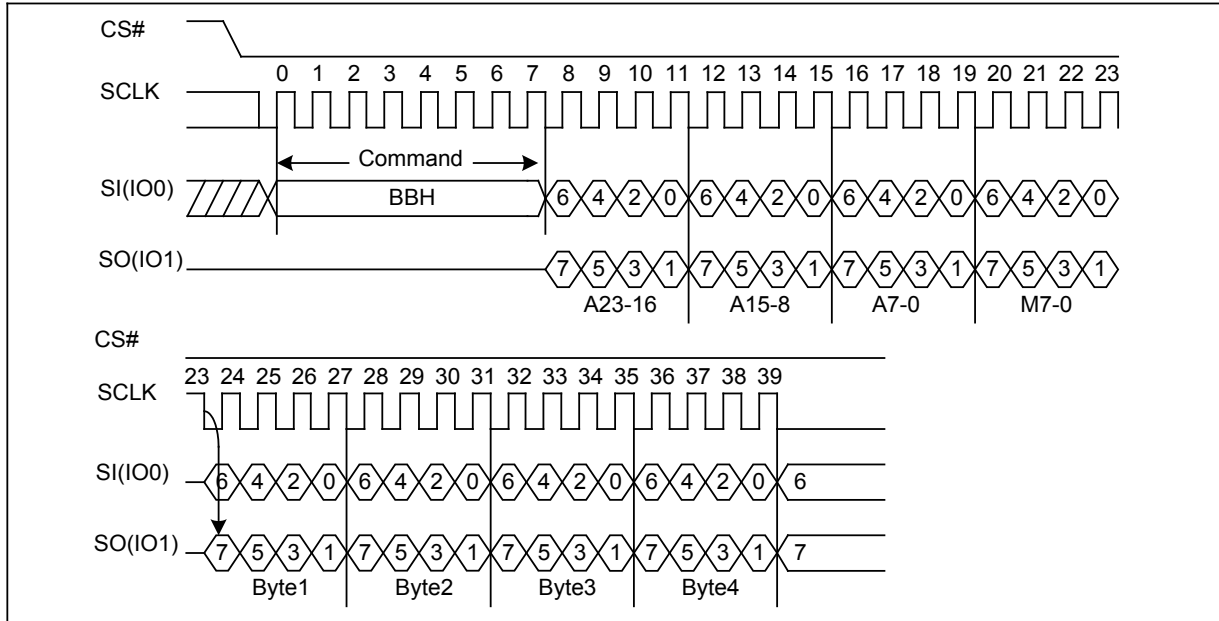 CS#
0 1 2 3 4 5 6 7 8 9 10 11 12 13 14 15 16 17 18 19 20 21 22 23
SCLK
Command
SI(IO0)
BBH
6 4 2 0 6 4 2 0 6 4 2 0 6 4 2 0
SO(IO1)
7 5 3 1 7 5 3 1 7 5 3 1 7 5 3 1
A23-16 A15-8 A7-0 M7-0
CS#
23 24 25 26 27 28 29 30 31 32 33 34 35 36 37 38 39
SCLK
SI(IO0)
6 4 2 0 6 4 2 0 6 4 2 0 6 4 2 0 6
SO(IO1)
7 5 3 1 7 5 3 1 7 5 3 1 7 5 3 1 7
Byte1 Byte2 Byte3 Byte4